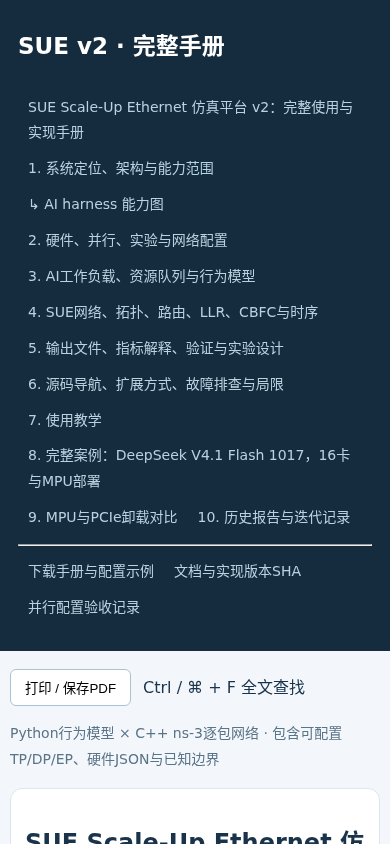 SUE v2 · 完整手册
SUE Scale-Up Ethernet 仿真平台 v2：完整使用与
实现手册
1. 系统定位、架构与能力范围
↳ AI harness 能力图
2. 硬件、并行、实验与网络配置
3. AI工作负载、资源队列与行为模型
4. SUE网络、拓扑、路由、LLR、CBFC与时序
5. 输出文件、指标解释、验证与实验设计
6. 源码导航、扩展方式、故障排查与局限
7. 使用教学
8. 完整案例：DeepSeek V4.1 Flash 1017，16卡
与MPU部署
9. MPU与PCIe卸载对比 10. 历史报告与迭代记录
下载手册与配置示例 文档与实现版本SHA
并行配置验收记录
打印 / 保存PDF Ctrl / ⌘ + F 全文查找
Python行为模型 × C++ ns-3逐包网络 · 包含可配置
TP/DP/EP、硬件JSON与已知边界
SUE Scale-Up Ethernet 仿